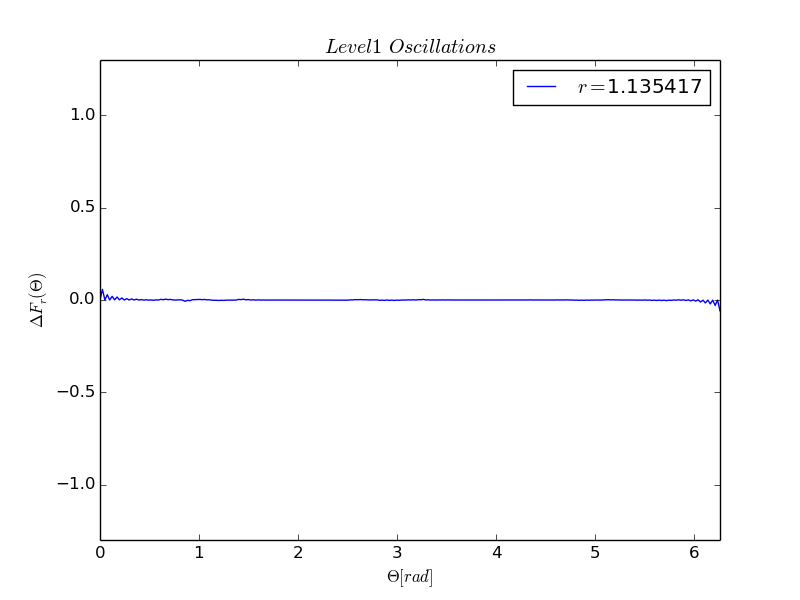 Level1 Oscillations
r=1.135417
1.0
0.5
0.0
−0.5
−1.0
ΔF_r(Θ)
0 1 2 3 4 5 6
Θ[rad]